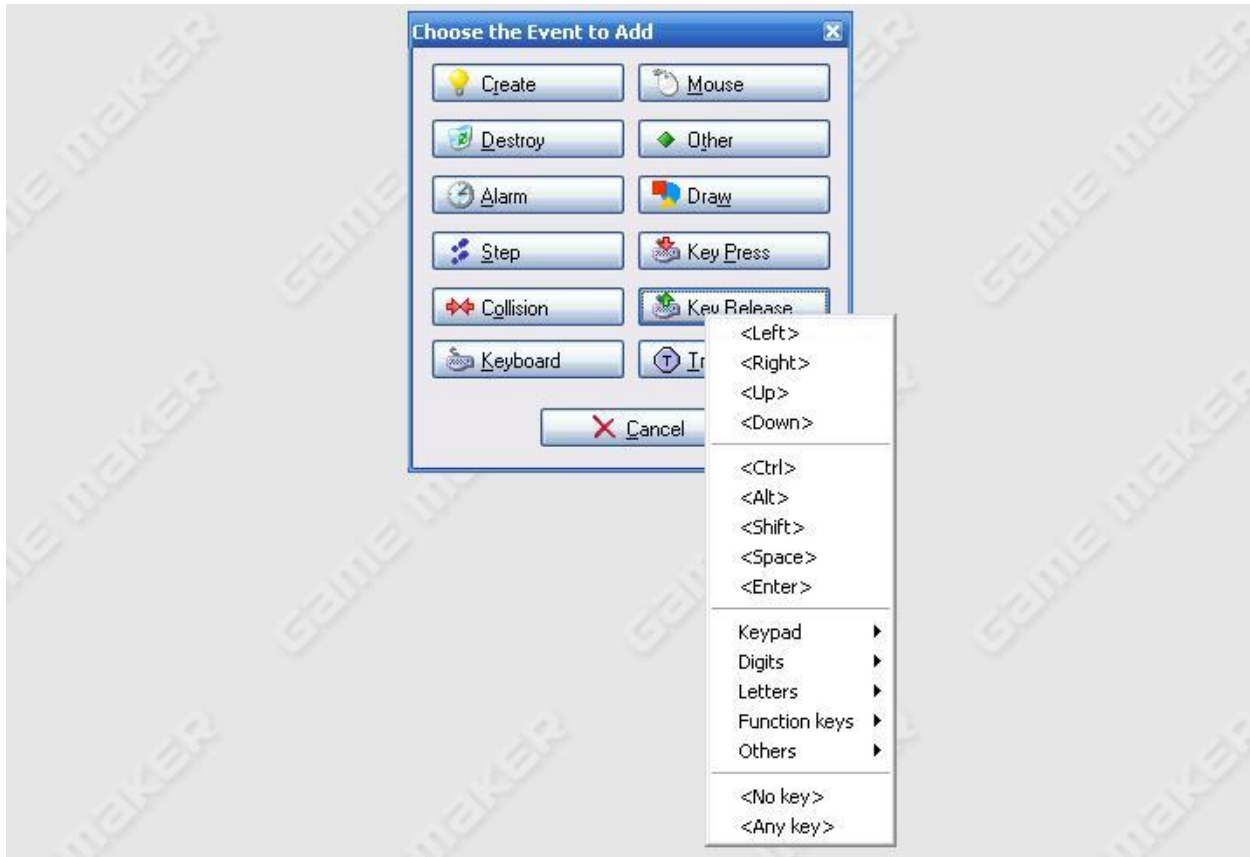 Choose the Event to Add
Create
Mouse
Destroy
Other
Alarm
Draw
Step
Key Press
Collision
Key Release
Keyboard
T
Cancel
<Left>
<Right>
<Up>
<Down>
<Ctrl>
<Alt>
<Shift>
<Space>
<Enter>
Keypad
Digits
Letters
Function keys
Others
<No key>
<Any key>
GAME MAKER